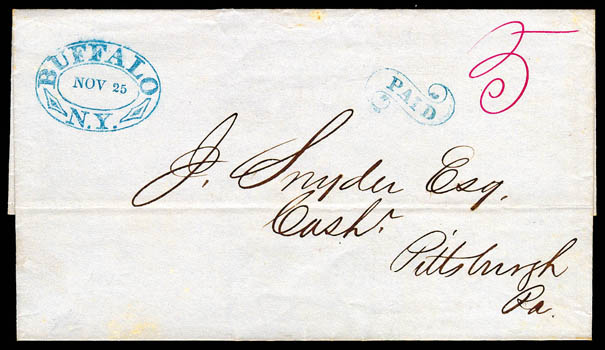 BUFFALO
NOV 25
N.Y.
PAID
5
J. Snyder Esq.
Cashr
Pittsburgh
Pa.